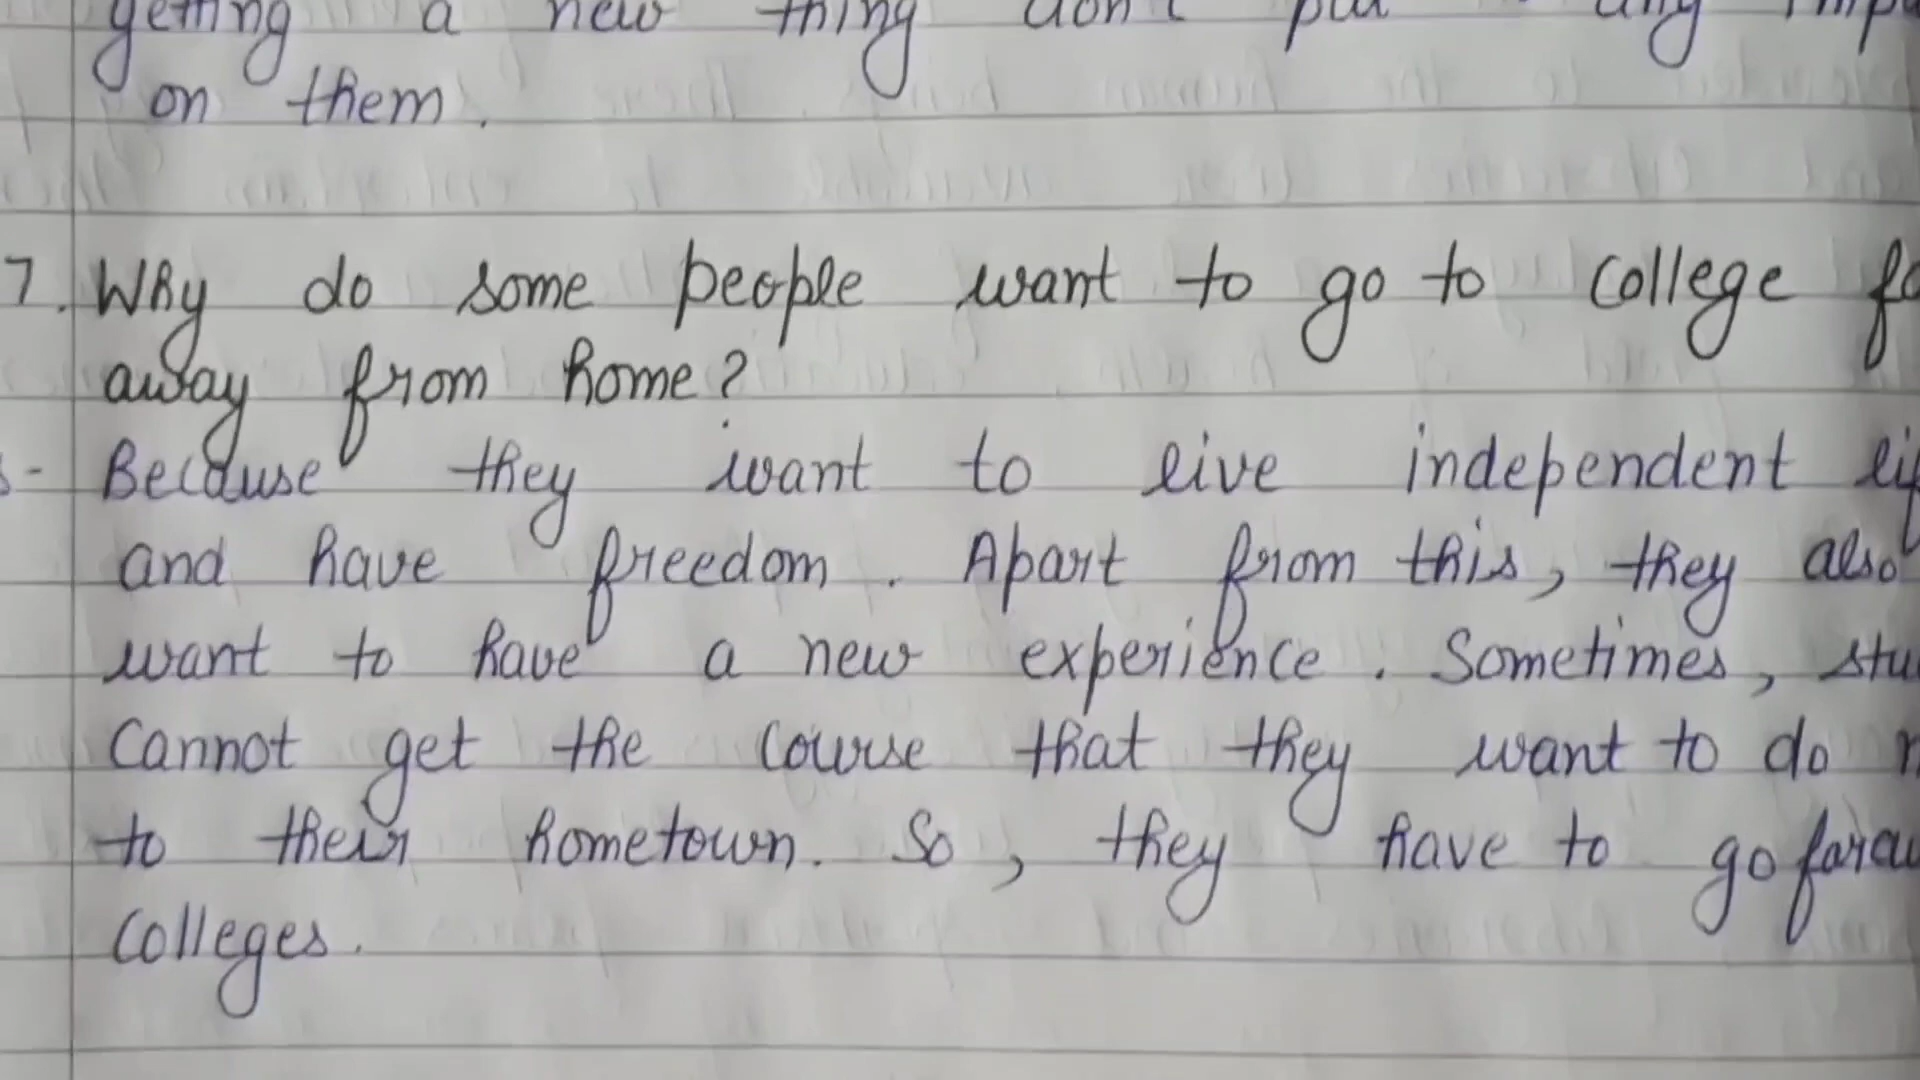 getting a new thing don't put any
on them.
7. Why do some people want to go to college
away from home?
Because they want to live independent
and have freedom. Apart from this, they also
want to have a new experience. Sometimes,
cannot get the course that they want to do
to their hometown. So, they have to go
colleges.